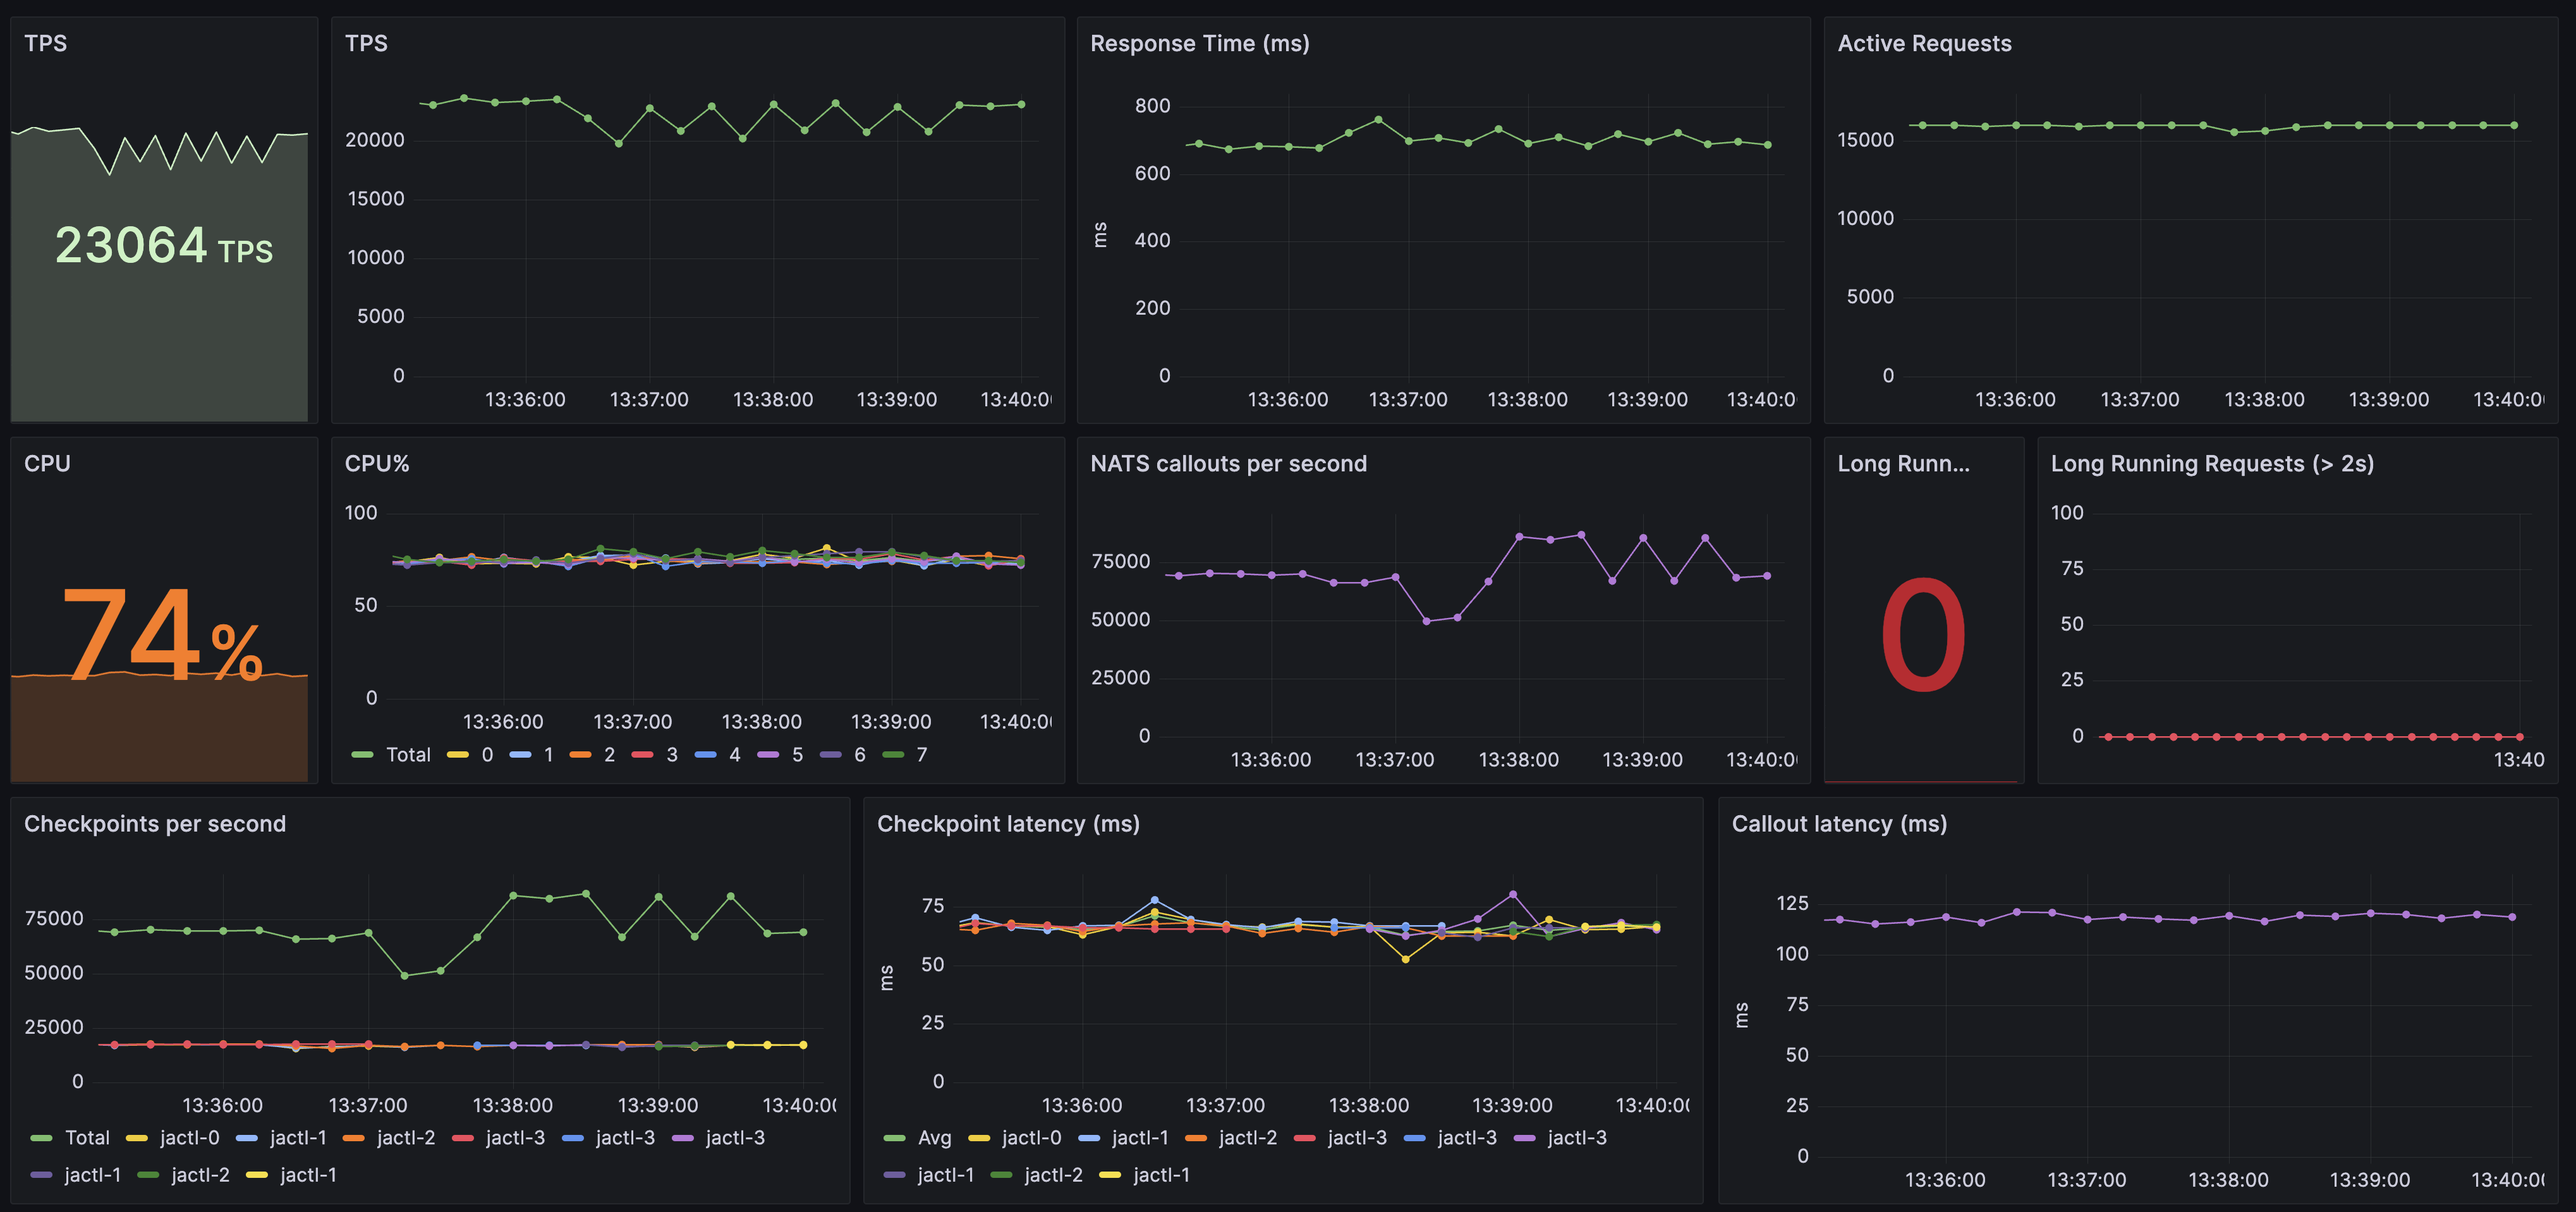 TPS
23064 TPS
TPS
20000
15000
10000
5000
0
13:36:00 13:37:00 13:38:00 13:39:00 13:40:0
Response Time (ms)
ms
800
600
400
200
0
13:36:00 13:37:00 13:38:00 13:39:00 13:40:0
Active Requests
15000
10000
5000
0
13:36:00 13:37:00 13:38:00 13:39:00 13:40:0
CPU
74%
CPU%
100
50
0
13:36:00 13:37:00 13:38:00 13:39:00 13:40:0
Total 0 1 2 3 4 5 6 7
NATS callouts per second
75000
50000
25000
0
13:36:00 13:37:00 13:38:00 13:39:00 13:40:0
Long Runn...
0
Long Running Requests (> 2s)
100
75
50
25
0
13:40
Checkpoints per second
75000
50000
25000
0
13:36:00 13:37:00 13:38:00 13:39:00 13:40:0
Total jactl-0 jactl-1 jactl-2 jactl-3 jactl-3 jactl-3
jactl-1 jactl-2 jactl-1
Checkpoint latency (ms)
ms
75
50
25
0
13:36:00 13:37:00 13:38:00 13:39:00 13:40:0
Avg jactl-0 jactl-1 jactl-2 jactl-3 jactl-3 jactl-3
jactl-1 jactl-2 jactl-1
Callout latency (ms)
ms
125
100
75
50
25
0
13:36:00 13:37:00 13:38:00 13:39:00 13:40:0